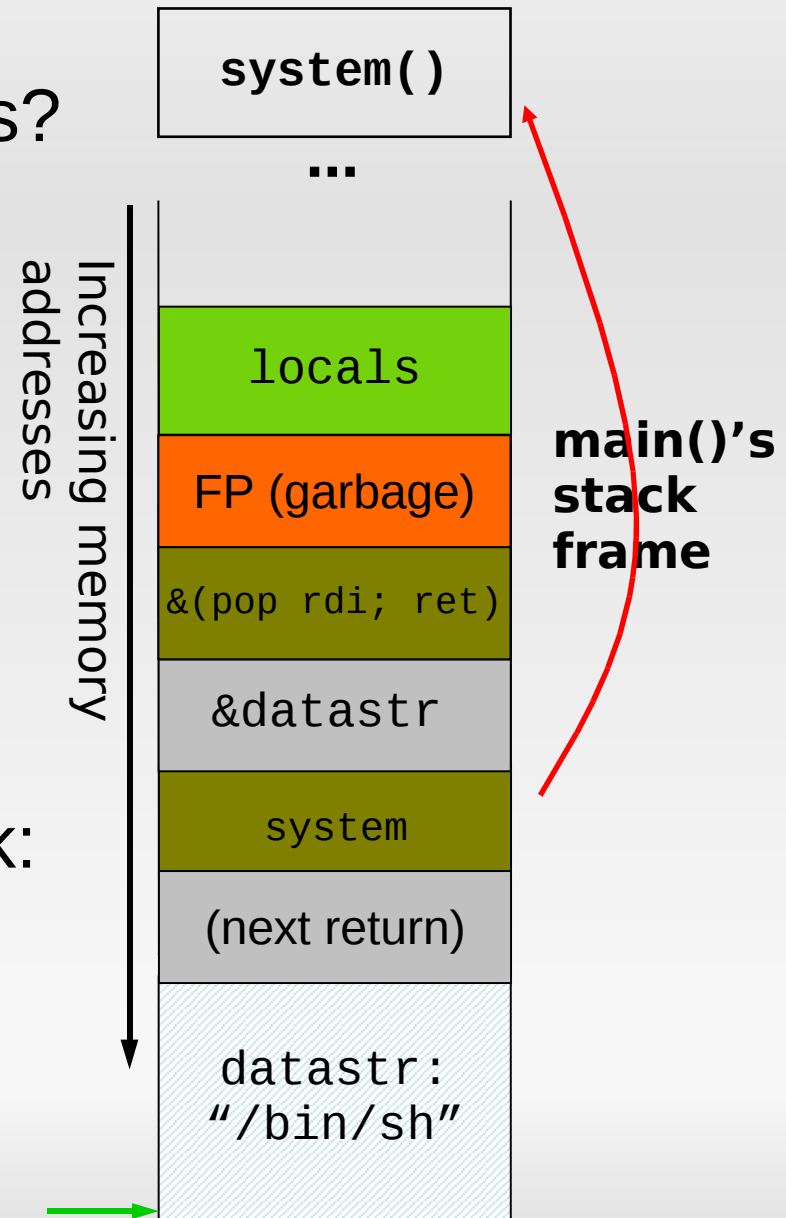 system()
s?
...
Increasing memory
addresses
locals
main()’s
stack
frame
FP (garbage)
&(pop rdi; ret)
&datastr
system
k:
(next return)
datastr:
“/bin/sh”